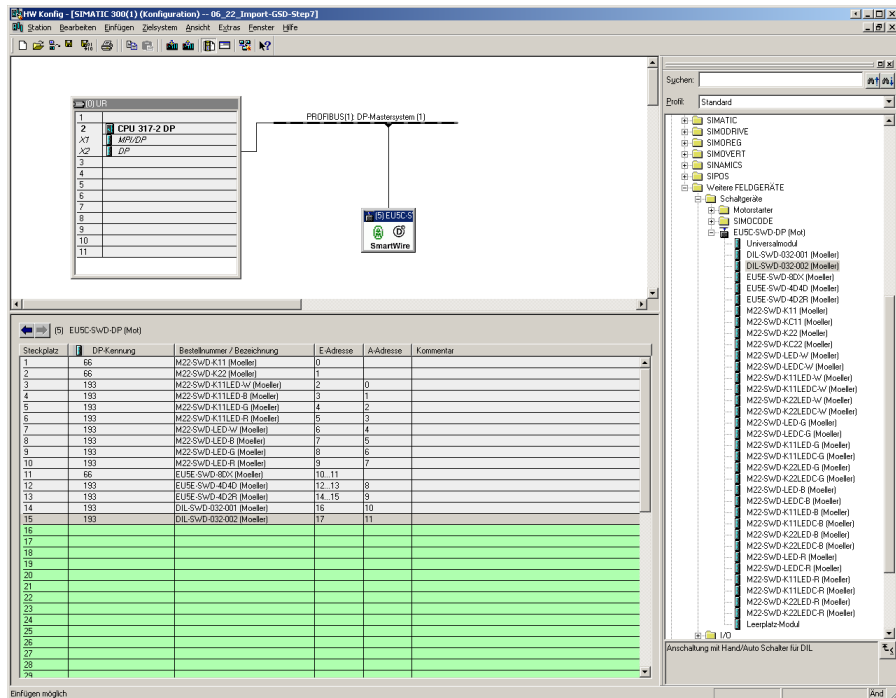 HW Konfig - [SIMATIC 300(1) (Konfiguration) -- 06_22_Import-GSD-Step7]
Station Bearbeiten Einfügen Zielsystem Ansicht Extras Fenster Hilfe
(0) UR
1
2 CPU 317-2 DP
X1 MPI/DP
X2 DP
3
4
5
6
7
8
9
10
11
PROFIBUS(1): DP-Mastersystem (1)
(5) EU5C-S
SmartWire
Suchen:
Profil: Standard
SIMATIC
SIMODRIVE
SIMOREG
SIMOVERT
SINAMICS
SIPOS
Weitere FELDGERÄTE
Schaltgeräte
Motorstarter
SIMOCODE
EU5C-SWD-DP (Mot)
Universalmodul
DIL-SWD-032-001 (Moeller)
DIL-SWD-032-002 (Moeller)
EU5E-SWD-8DX (Moeller)
EU5E-SWD-4D4D (Moeller)
EU5E-SWD-4D2R (Moeller)
M22-SWD-K11 (Moeller)
M22-SWD-KC11 (Moeller)
M22-SWD-K22 (Moeller)
M22-SWD-KC22 (Moeller)
M22-SWD-LED-W (Moeller)
M22-SWD-LEDC-W (Moeller)
M22-SWD-K11LED-W (Moeller)
M22-SWD-K11LEDC-W (Moeller)
M22-SWD-K22LED-W (Moeller)
M22-SWD-K22LEDC-W (Moeller)
M22-SWD-LED-G (Moeller)
M22-SWD-LEDC-G (Moeller)
M22-SWD-K11LED-G (Moeller)
M22-SWD-K11LEDC-G (Moeller)
M22-SWD-K22LED-G (Moeller)
M22-SWD-K22LEDC-G (Moeller)
M22-SWD-LED-B (Moeller)
M22-SWD-LEDC-B (Moeller)
M22-SWD-K11LED-B (Moeller)
M22-SWD-K11LEDC-B (Moeller)
M22-SWD-K22LED-B (Moeller)
M22-SWD-K22LEDC-B (Moeller)
M22-SWD-LED-R (Moeller)
M22-SWD-LEDC-R (Moeller)
M22-SWD-K11LED-R (Moeller)
M22-SWD-K11LEDC-R (Moeller)
M22-SWD-K22LED-R (Moeller)
M22-SWD-K22LEDC-R (Moeller)
Leerplatz-Modul
I/O
Anschaltung mit Hand/Auto Schalter für DIL
(5) EU5C-SWD-DP (Mot)
Steckplatz DP-Kennung Bestellnummer / Bezeichnung E-Adresse A-Adresse Kommentar
1 66 M22-SWD-K11 (Moeller) 0
2 66 M22-SWD-K22 (Moeller) 1
3 193 M22-SWD-K11LED-W (Moeller) 2 0
4 193 M22-SWD-K11LED-B (Moeller) 3 1
5 193 M22-SWD-K11LED-G (Moeller) 4 2
6 193 M22-SWD-K11LED-R (Moeller) 5 3
7 193 M22-SWD-LED-W (Moeller) 6 4
8 193 M22-SWD-LED-B (Moeller) 7 5
9 193 M22-SWD-LED-G (Moeller) 8 6
10 193 M22-SWD-LED-R (Moeller) 9 7
11 66 EU5E-SWD-8DX (Moeller) 10...11
12 193 EU5E-SWD-4D4D (Moeller) 12...13 8
13 193 EU5E-SWD-4D2R (Moeller) 14...15 9
14 193 DIL-SWD-032-001 (Moeller) 16 10
15 193 DIL-SWD-032-002 (Moeller) 17 11
16
17
18
19
20
21
22
23
24
25
26
27
28
29
Einfügen möglich
Änd